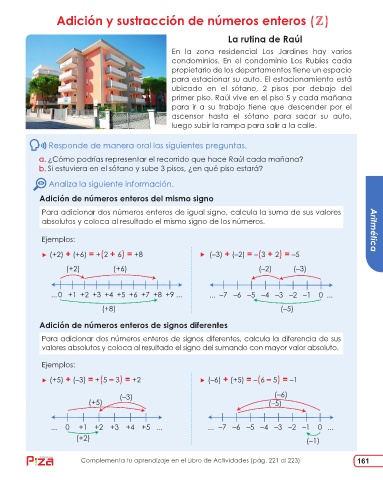 Adición y sustracción de números enteros (ℤ)
La rutina de Raúl
En la zona residencial Los Jardines hay varios
condominios. En el condominio Los Rubíes cada
propietario de los departamentos tiene un espacio
para estacionar su auto. El estacionamiento está
ubicado en el sótano, 2 pisos por debajo del
primer piso. Raúl vive en el piso 5 y cada mañana
para ir a su trabajo tiene que descender por el
ascensor hasta el sótano para sacar su auto,
luego subir la rampa para salir a la calle.
Responde de manera oral las siguientes preguntas.
a. ¿Cómo podrías representar el recorrido que hace Raúl cada mañana?
b. Si estuviera en el sótano y sube 3 pisos, ¿en qué piso estará?
Analiza la siguiente información.
Adición de números enteros del mismo signo
Para adicionar dos números enteros de igual signo, calcula la suma de sus valores
absolutos y coloca al resultado el mismo signo de los números.
Ejemplos:
(+2) + (+6) = +(2 + 6) = +8
(+2) (+6)
... 0 +1 +2 +3 +4 +5 +6 +7 +8 +9 ...
(+8)
(–3) + (–2) = –(3 + 2) = –5
(–2) (–3)
... –7 –6 –5 –4 –3 –2 –1 0 ...
(–5)
Adición de números enteros de signos diferentes
Para adicionar dos números enteros de signos diferentes, calcula la diferencia de sus
valores absolutos y coloca al resultado el signo del sumando con mayor valor absoluto.
Ejemplos:
(+5) + (–3) = +(5 – 3) = +2
(–3)
(+5)
... 0 +1 +2 +3 +4 +5 ...
(+2)
(–6) + (+5) = –(6 – 5) = –1
(–6)
(–5)
... –7 –6 –5 –4 –3 –2 –1 0 ...
(–1)
Aritmética
Complementa tu aprendizaje en el Libro de Actividades (pág. 221 al 223)
161